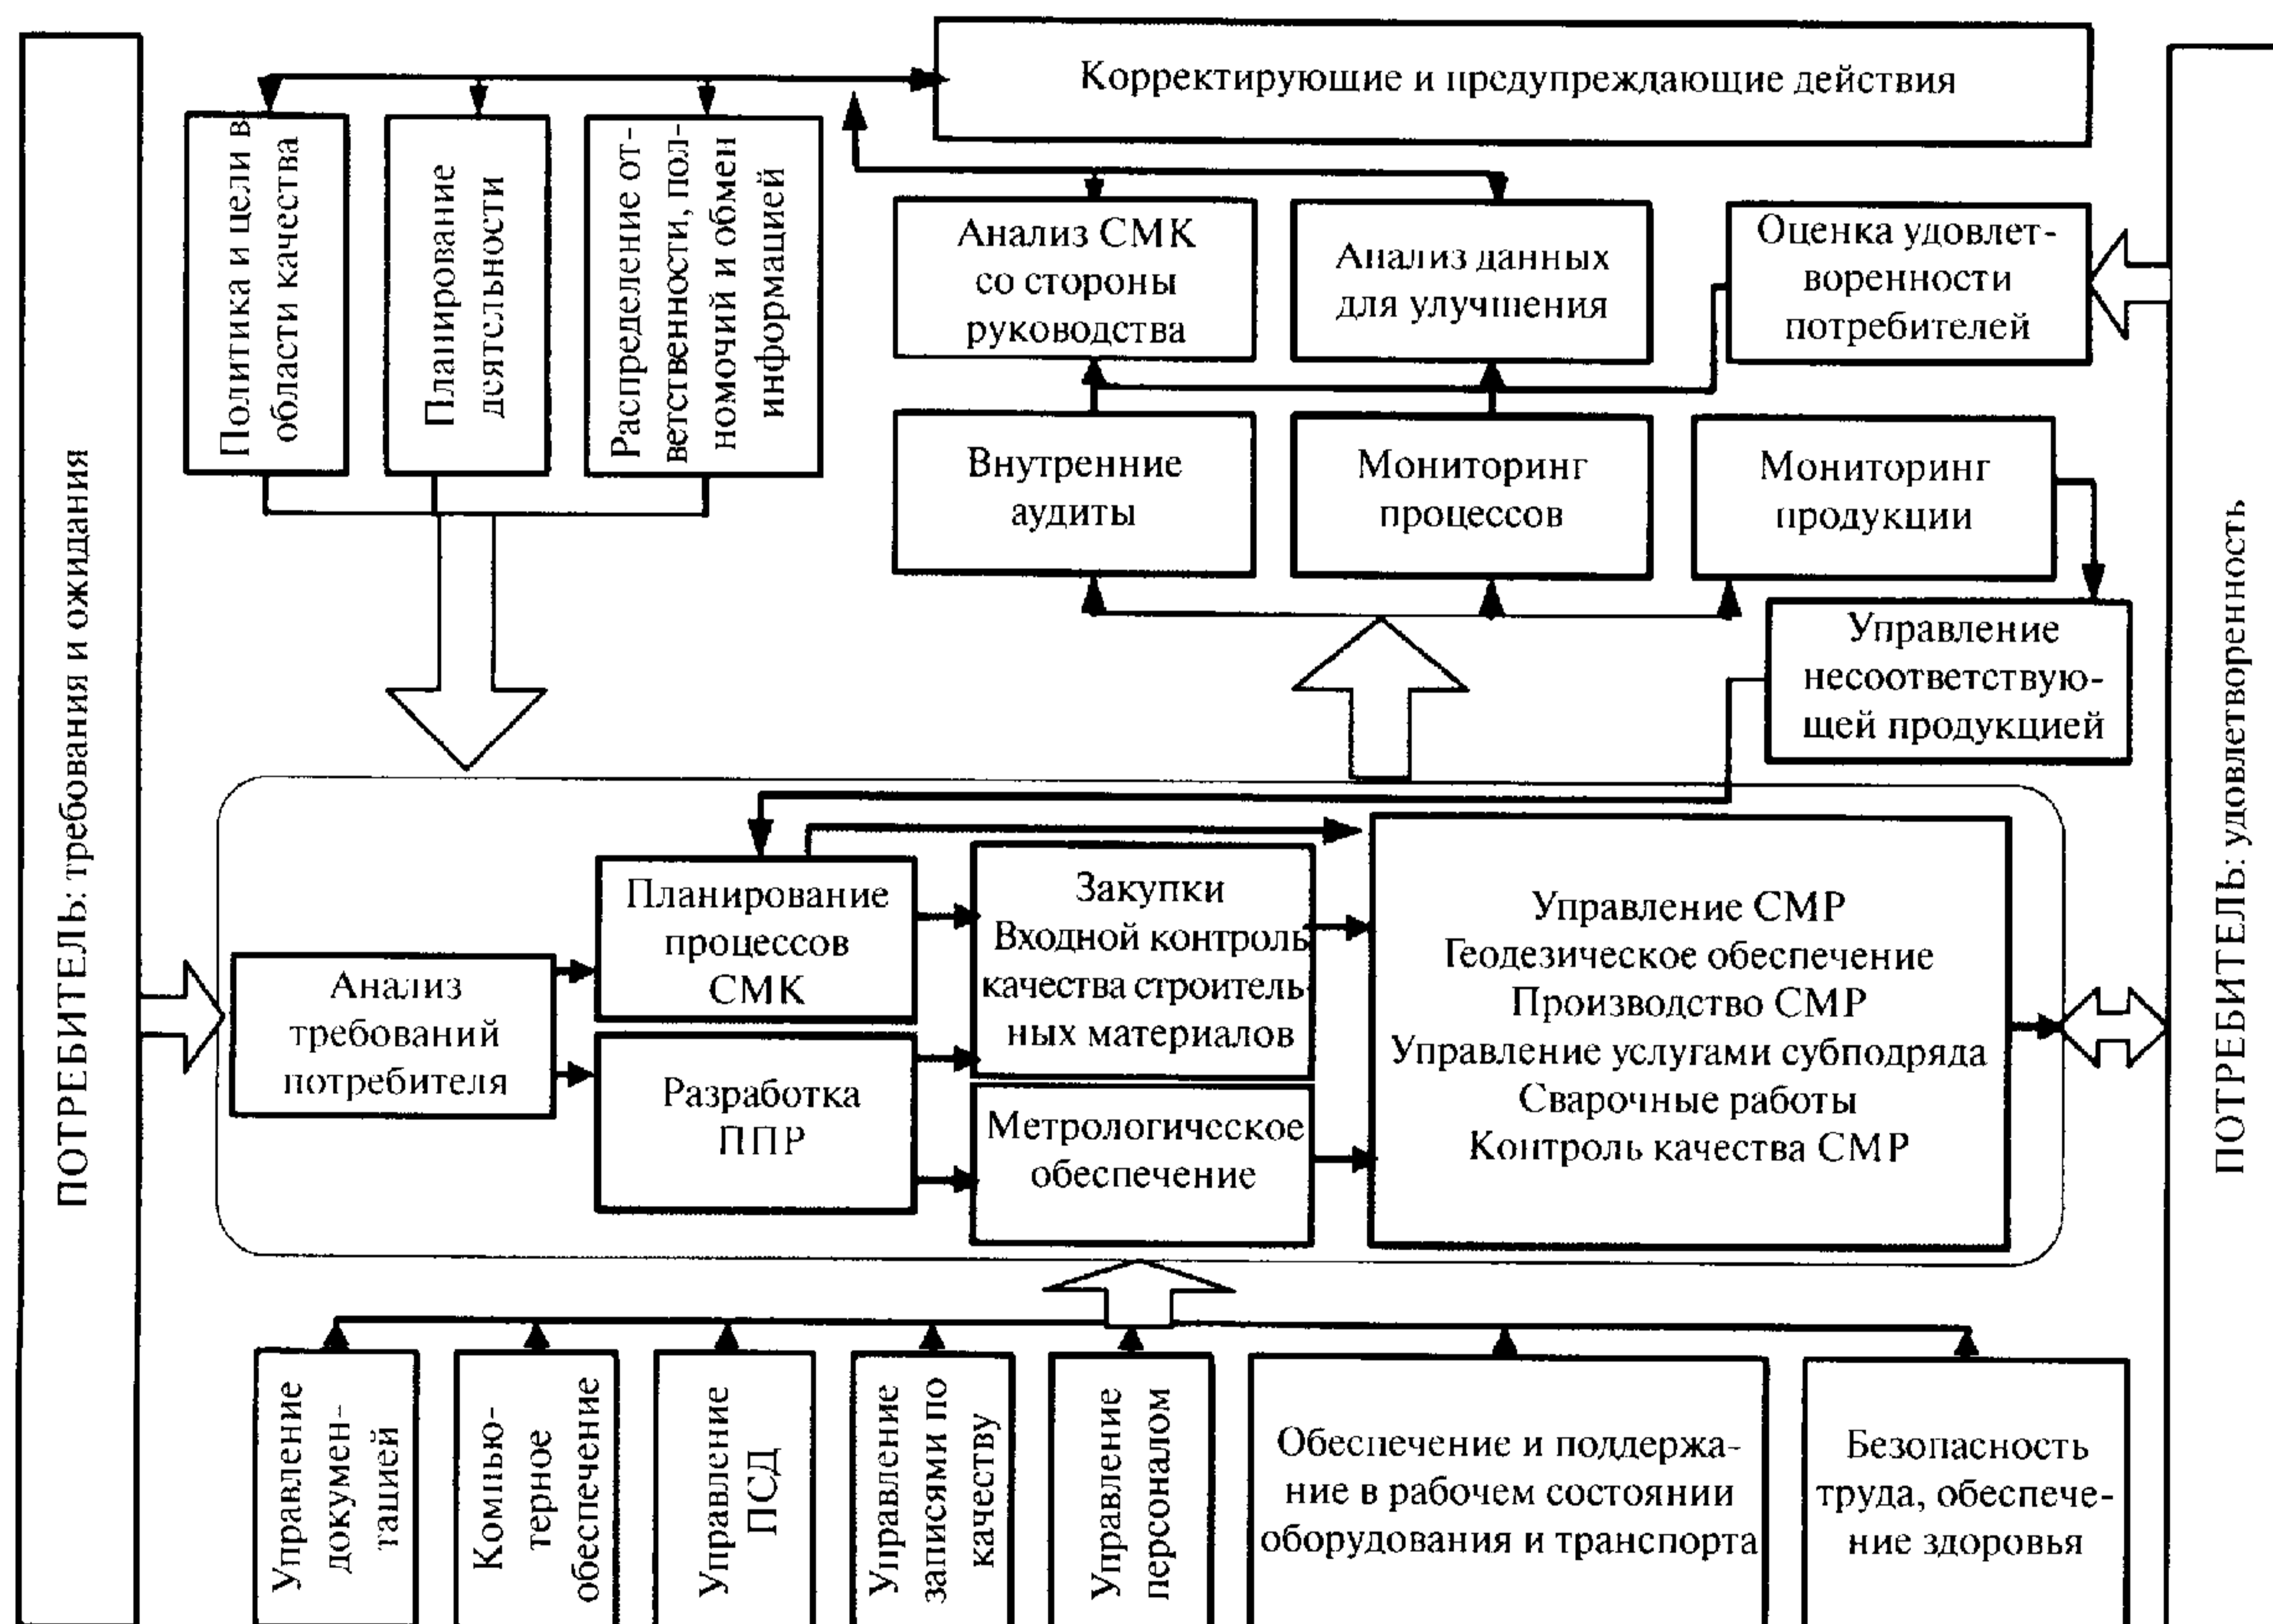 Корректирующие и предупреждающие действия
ПОТРЕБИТЕЛЬ: требования и ожидания
Политика и цели в
области качества
Планирование
деятельности
Распределение от-
ветственности, пол-
номочий и обмен
информацией
Анализ СМК
со стороны
руководства
Анализ данных
для улучшения
Оценка удовлет-
воренности
потребителей
Внутренние
аудиты
Мониторинг
процессов
Мониторинг
продукции
Управление
несоответствую-
щей продукцией
ПОТРЕБИТЕЛЬ: удовлетворенность
Анализ
требований
потребителя
Планирование
процессов
СМК
Разработка
ППР
Закупки
Входной контроль
качества строитель-
ных материалов
Метрологическое
обеспечение
Управление СМР
Геодезическое обеспечение
Производство СМР
Управление услугами субподряда
Сварочные работы
Контроль качества СМР
Управление
докумен-
тацией
Компью-
терное
обеспечение
Управление
ПСД
Управление
записями по
качеству
Управление
персоналом
Обеспечение и поддержа-
ние в рабочем состоянии
оборудования и транспорта
Безопасность
труда, обеспече-
ние здоровья